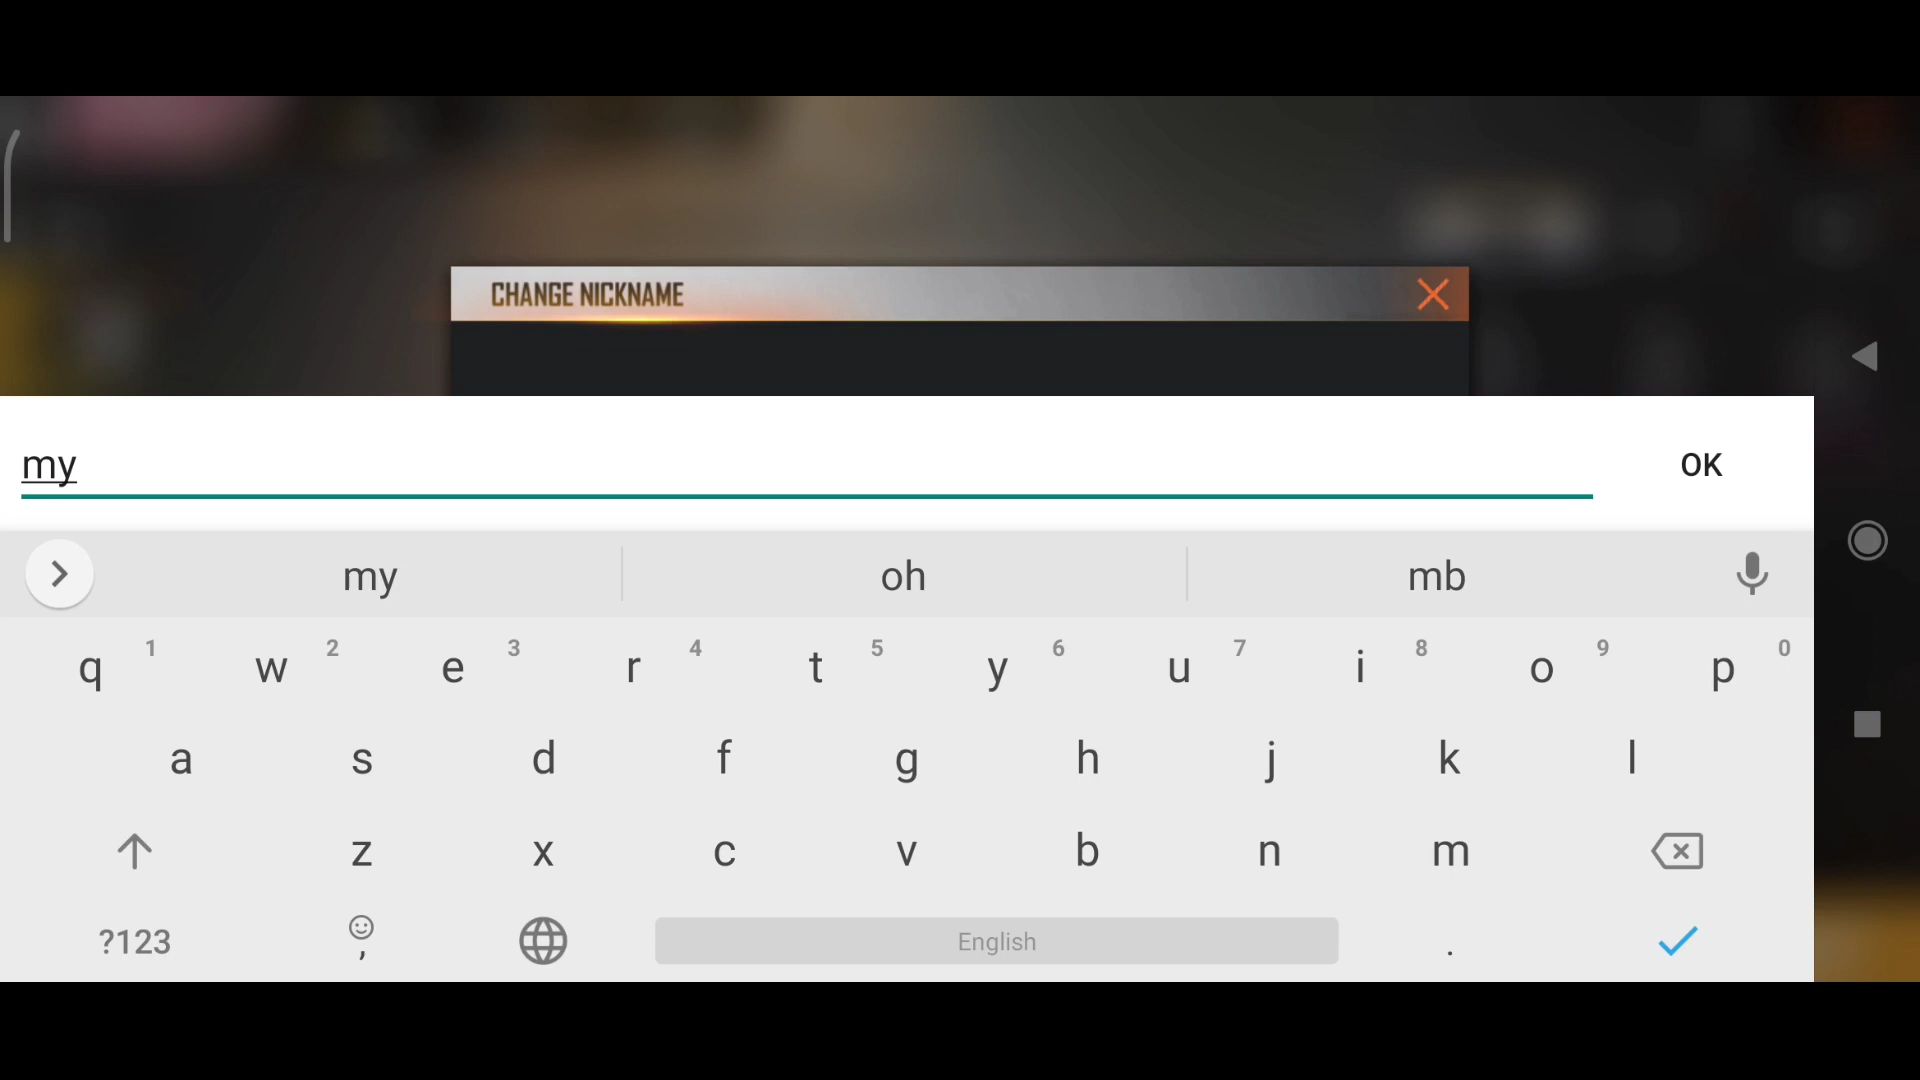 CHANGE NICKNAME
my
OK
my oh mb
q 1 w 2 e 3 r 4 t 5 y 6 u 7 i 8 o 9 p 0
a s d f g h j k l
z x c v b n m
?123 , English .